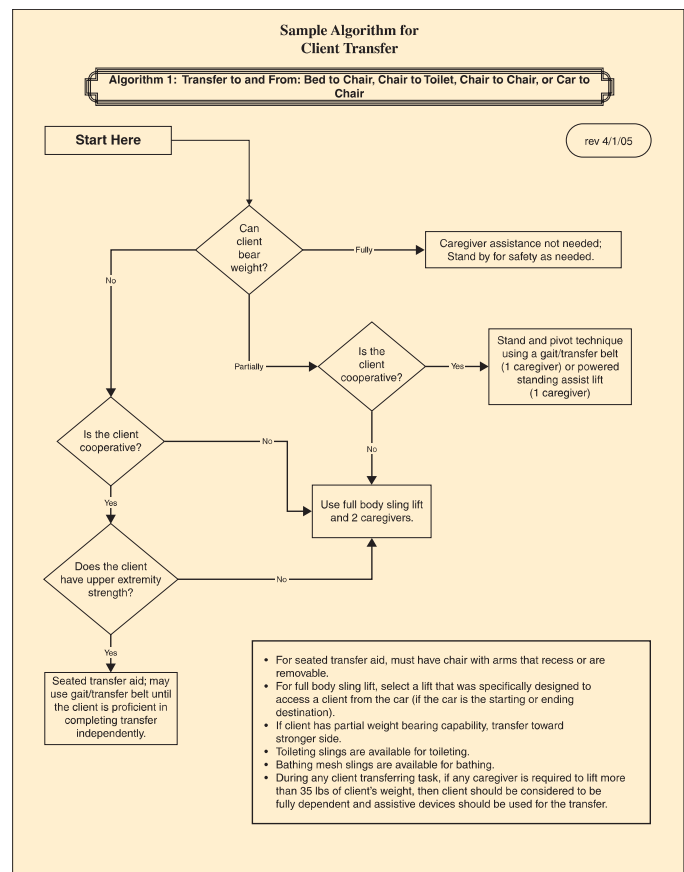 Sample Algorithm for
Client Transfer
Algorithm 1: Transfer to and From: Bed to Chair, Chair to Toilet, Chair to Chair, or Car to
Chair
Start Here
rev 4/1/05
Can
client
bear
weight?
Fully
Caregiver assistance not needed;
Stand by for safety as needed.
No
Partially
Is the
client
cooperative?
Yes
Stand and pivot technique
using a gait/transfer belt
(1 caregiver) or powered
standing assist lift
(1 caregiver)
No
Is the client
cooperative?
No
Use full body sling lift
and 2 caregivers.
Yes
Does the client
have upper extremity
strength?
No
Yes
Seated transfer aid; may
use gait/transfer belt until
the client is proficient in
completing transfer
independently.
• For seated transfer aid, must have chair with arms that recess or are
removable.
• For full body sling lift, select a lift that was specifically designed to
access a client from the car (if the car is the starting or ending
destination).
• If client has partial weight bearing capability, transfer toward
stronger side.
• Toileting slings are available for toileting.
• Bathing mesh slings are available for bathing.
• During any client transferring task, if any caregiver is required to lift more
than 35 lbs of client's weight, then client should be considered to be
fully dependent and assistive devices should be used for the transfer.